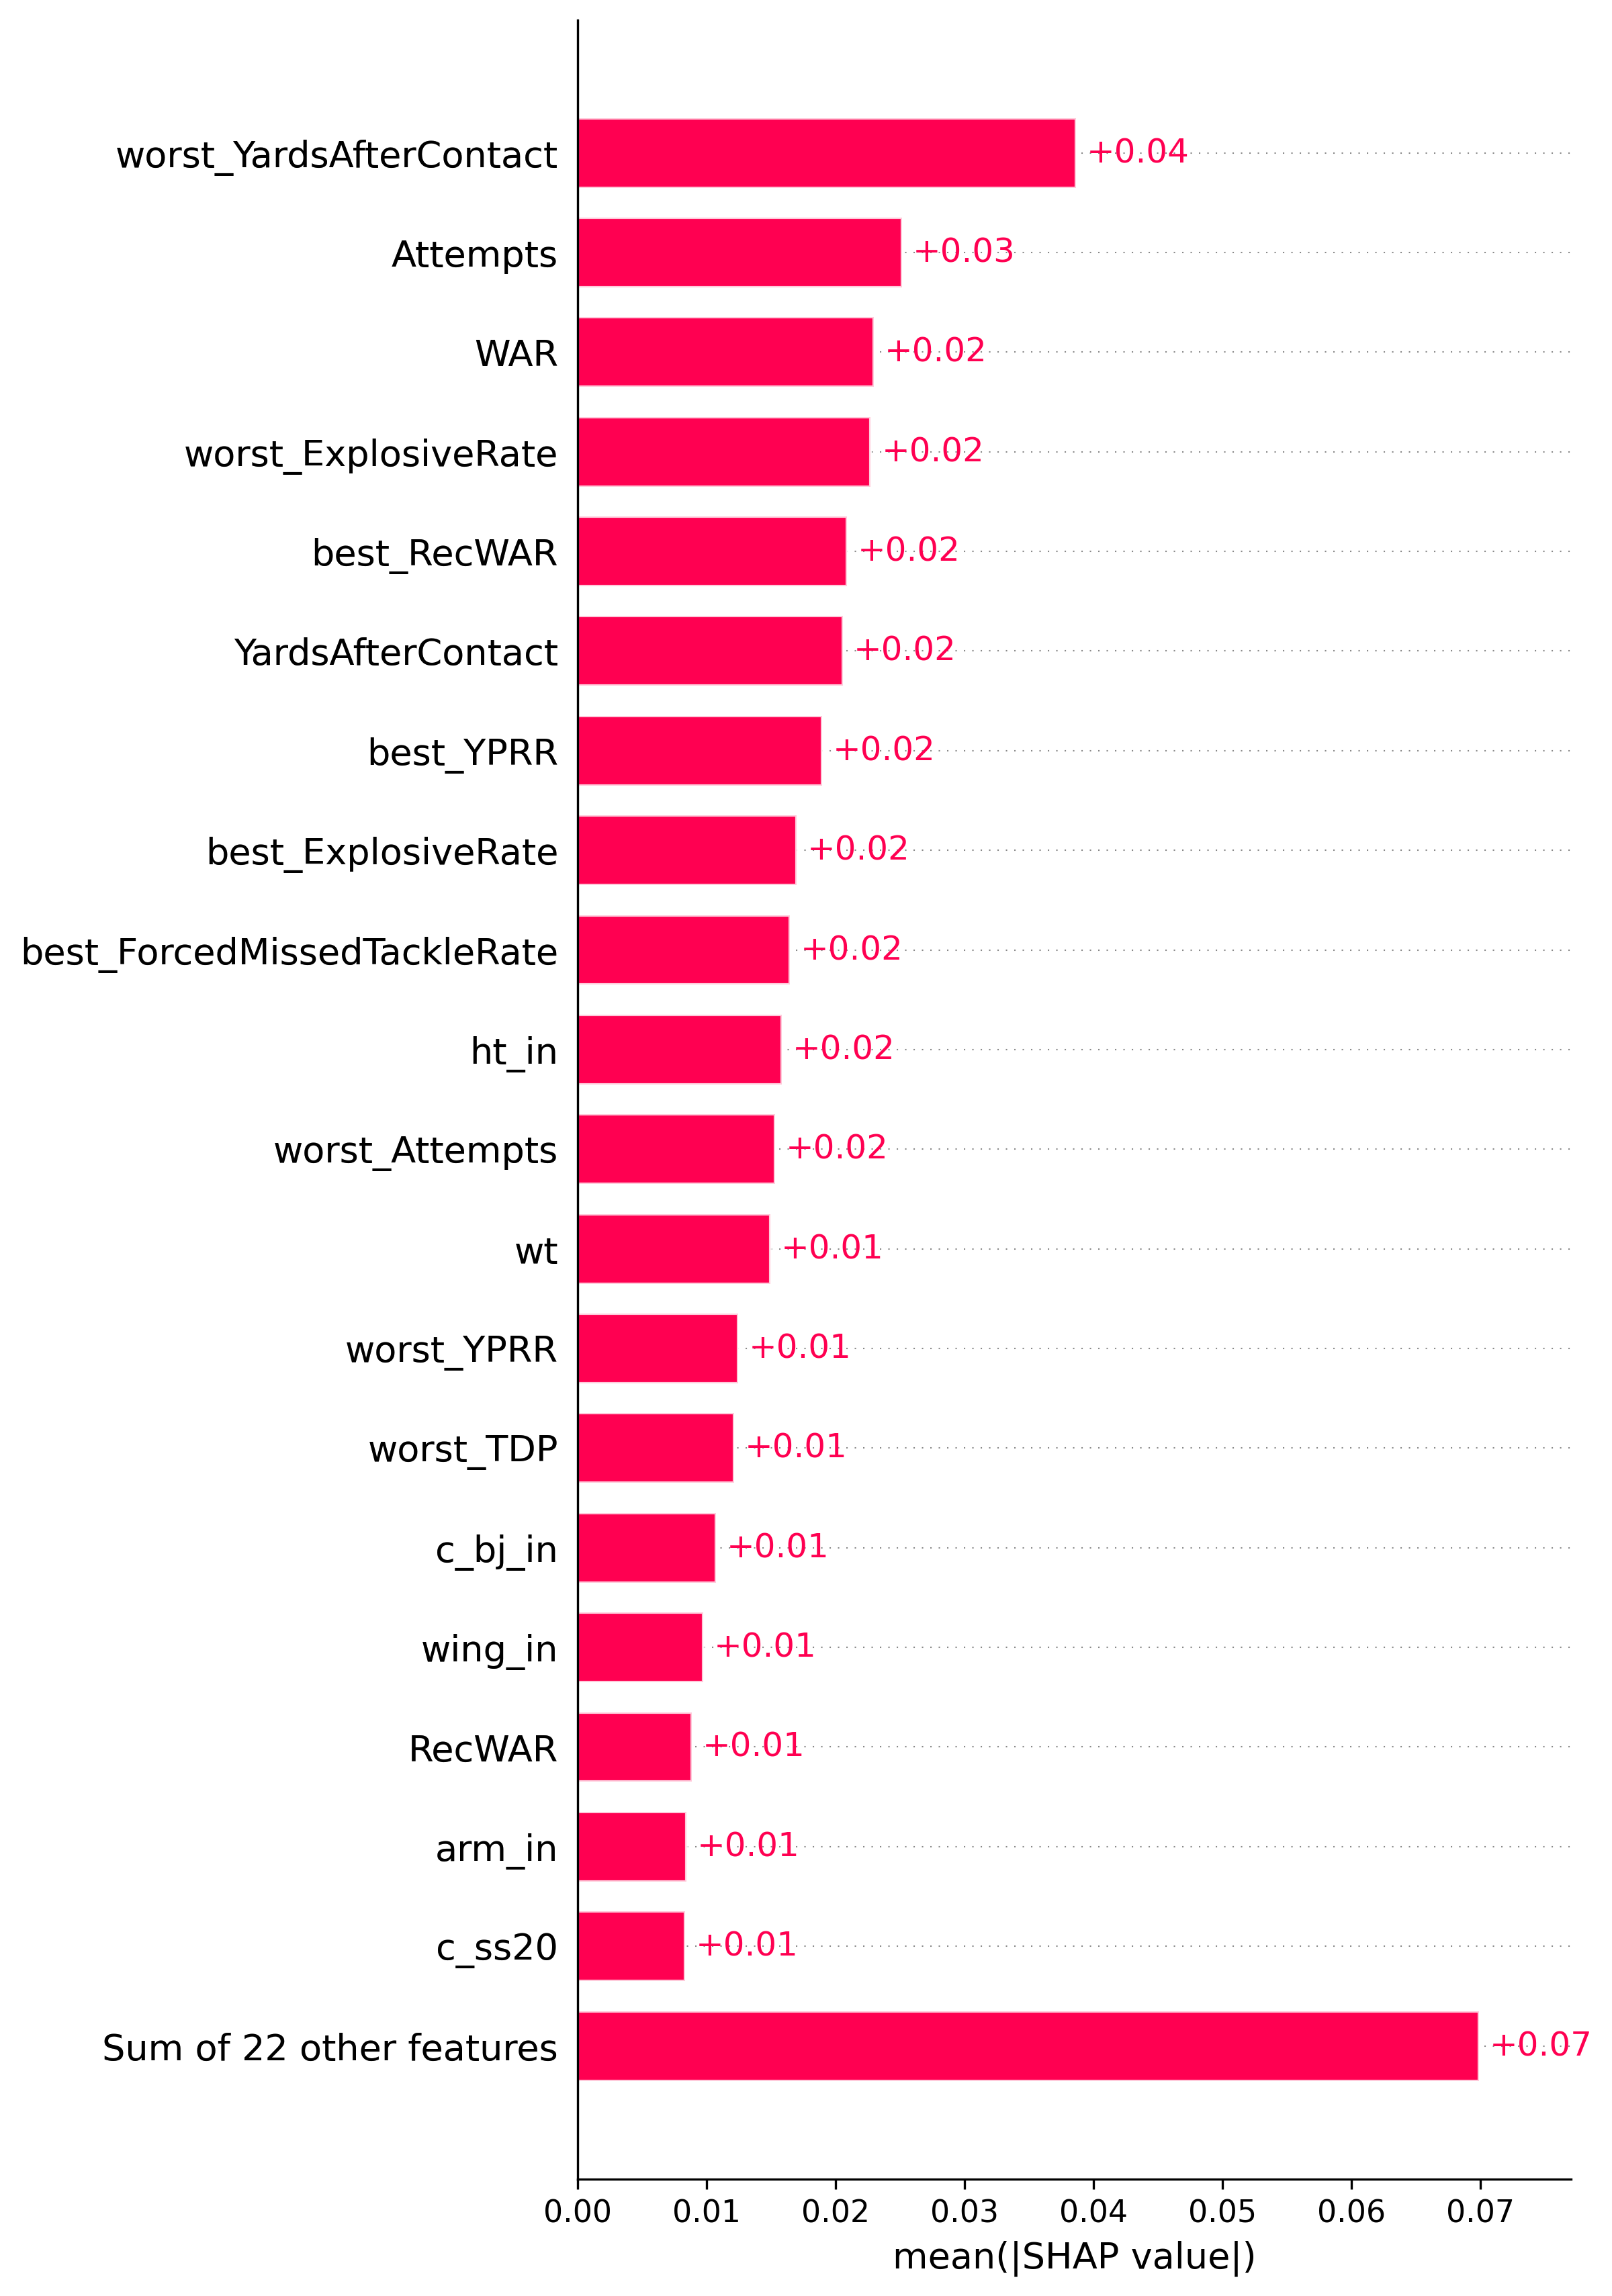 worst_YardsAfterContact +0.04
Attempts +0.03
WAR +0.02
worst_ExplosiveRate +0.02
best_RecWAR +0.02
YardsAfterContact +0.02
best_YPRR +0.02
best_ExplosiveRate +0.02
best_ForcedMissedTackleRate +0.02
ht_in +0.02
worst_Attempts +0.02
wt +0.01
worst_YPRR +0.01
worst_TDP +0.01
c_bj_in +0.01
wing_in +0.01
RecWAR +0.01
arm_in +0.01
c_ss20 +0.01
Sum of 22 other features +0.07
0.00 0.01 0.02 0.03 0.04 0.05 0.06 0.07
mean(|SHAP value|)